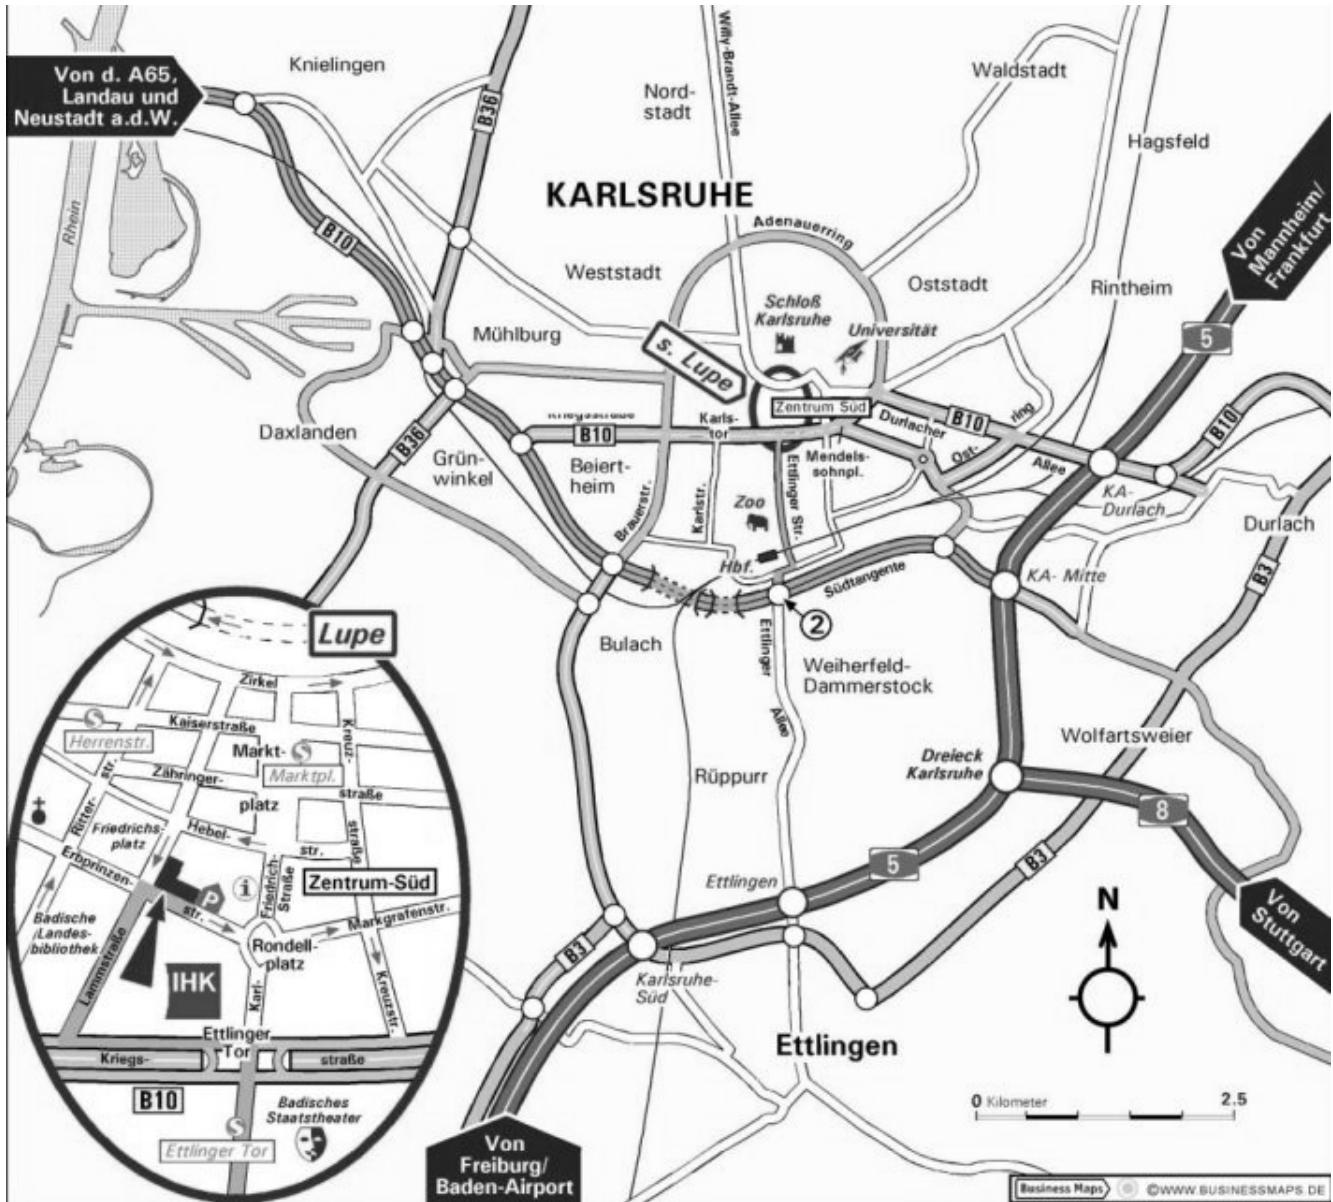 Von d. A65,
Landau und
Neustadt a.d.W.
Knielingen
B36
Nord-
stadt
Willy-Brandt-Allee
Waldstadt
Hagsfeld
Von
Mannheim/
Frankfurt
KARLSRUHE
Rhein
B10
Adenauerring
Weststadt
Oststadt
Rintheim
Schloß
Karlsruhe
Universität
5
Mühlburg
s. Lupe
Zentrum Süd
Karls-
tor
Durlacher
B10
Ost-
ring
Allee
B10
Daxlanden
B36
Grün-
winkel
Kriegsstraße
B10
Beiert-
heim
Mendels-
sohnpl.
Ettlinger Str.
Brauerstr.
Karlstr.
Zoo
Hbf.
KA-
Durlach
Durlach
B3
KA- Mitte
Südtangente
2
Bulach
Ettlinger
Allee
Weiherfeld-
Dammerstock
Wolfartsweier
Dreieck
Karlsruhe
Rüppurr
8
5
B3
Ettlingen
Von
Stuttgart
N
B3
Karlsruhe-
Süd
Ettlingen
0 Kilometer
2.5
Von
Freiburg/
Baden-Airport
Lupe
Zirkel
Kaiserstraße
Herrenstr.
Markt-
Marktpl.
platz
Kreuz-
straße
Zähringer-
straße
Ritter-
str.
Friedrichs-
platz
Hebel-
str.
Erbprinzen-
str.
P
i
Friedrich-
Straße
Zentrum-Süd
Markgrafenstr.
Badische
Landes-
bibliothek
Lammstraße
Rondell-
platz
IHK
Karl-
Kreuzstr.
Ettlinger
Tor
Kriegs-
straße
B10
Badisches
Staatstheater
Ettlinger Tor
Business Maps
©WWW.BUSINESSMAPS.DE